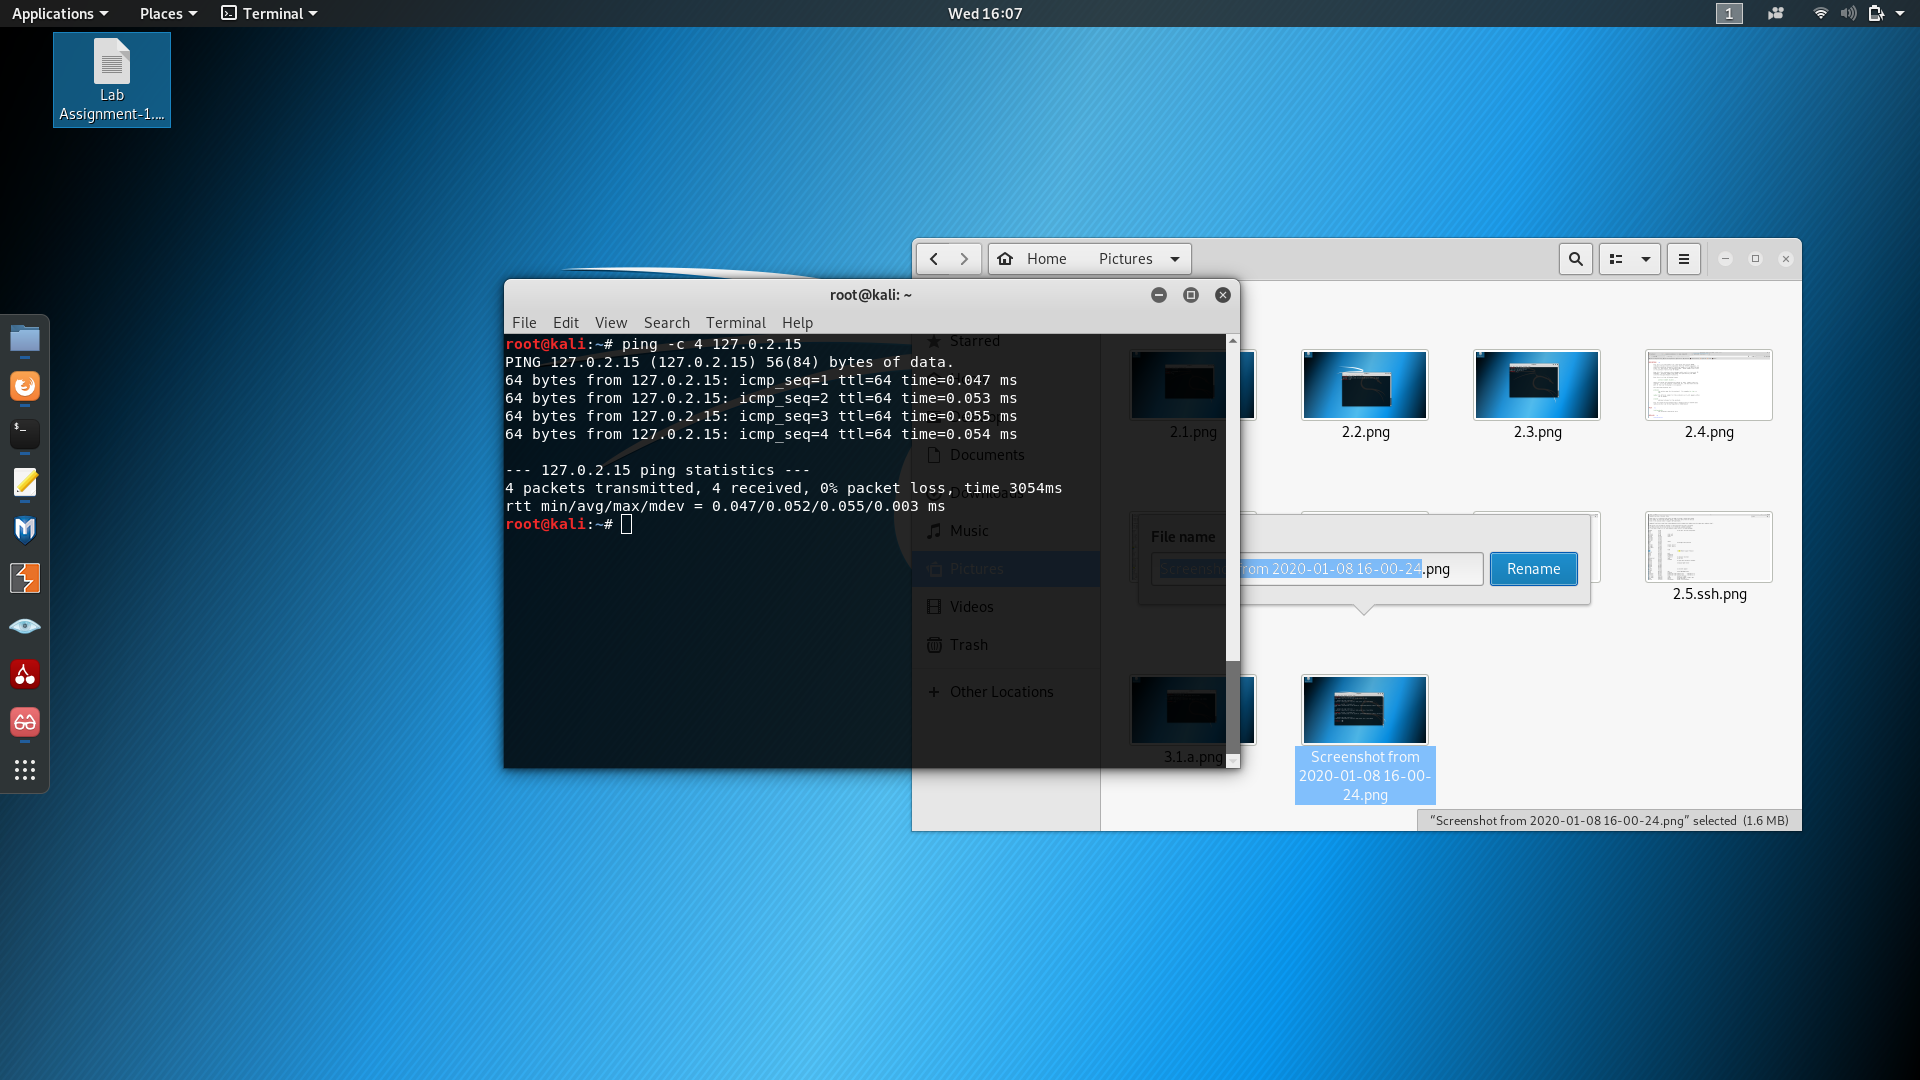 Applications Places Terminal Wed 16:07 1
Lab
Assignment-1....
Home Pictures
root@kali: ~
File Edit View Search Terminal Help
root@kali:~# ping -c 4 127.0.2.15
PING 127.0.2.15 (127.0.2.15) 56(84) bytes of data.
64 bytes from 127.0.2.15: icmp_seq=1 ttl=64 time=0.047 ms
64 bytes from 127.0.2.15: icmp_seq=2 ttl=64 time=0.053 ms
64 bytes from 127.0.2.15: icmp_seq=3 ttl=64 time=0.055 ms
64 bytes from 127.0.2.15: icmp_seq=4 ttl=64 time=0.054 ms
--- 127.0.2.15 ping statistics ---
4 packets transmitted, 4 received, 0% packet loss, time 3054ms
rtt min/avg/max/mdev = 0.047/0.052/0.055/0.003 ms
root@kali:~#
Starred
Documents
Downloads
Music
Pictures
Videos
Trash
+ Other Locations
2.1.png 2.2.png 2.3.png 2.4.png
File name
Screenshot from 2020-01-08 16-00-24.png Rename
2.5.ssh.png
3.1.a.png
Screenshot from
2020-01-08 16-00-
24.png
"Screenshot from 2020-01-08 16-00-24.png" selected (1.6 MB)